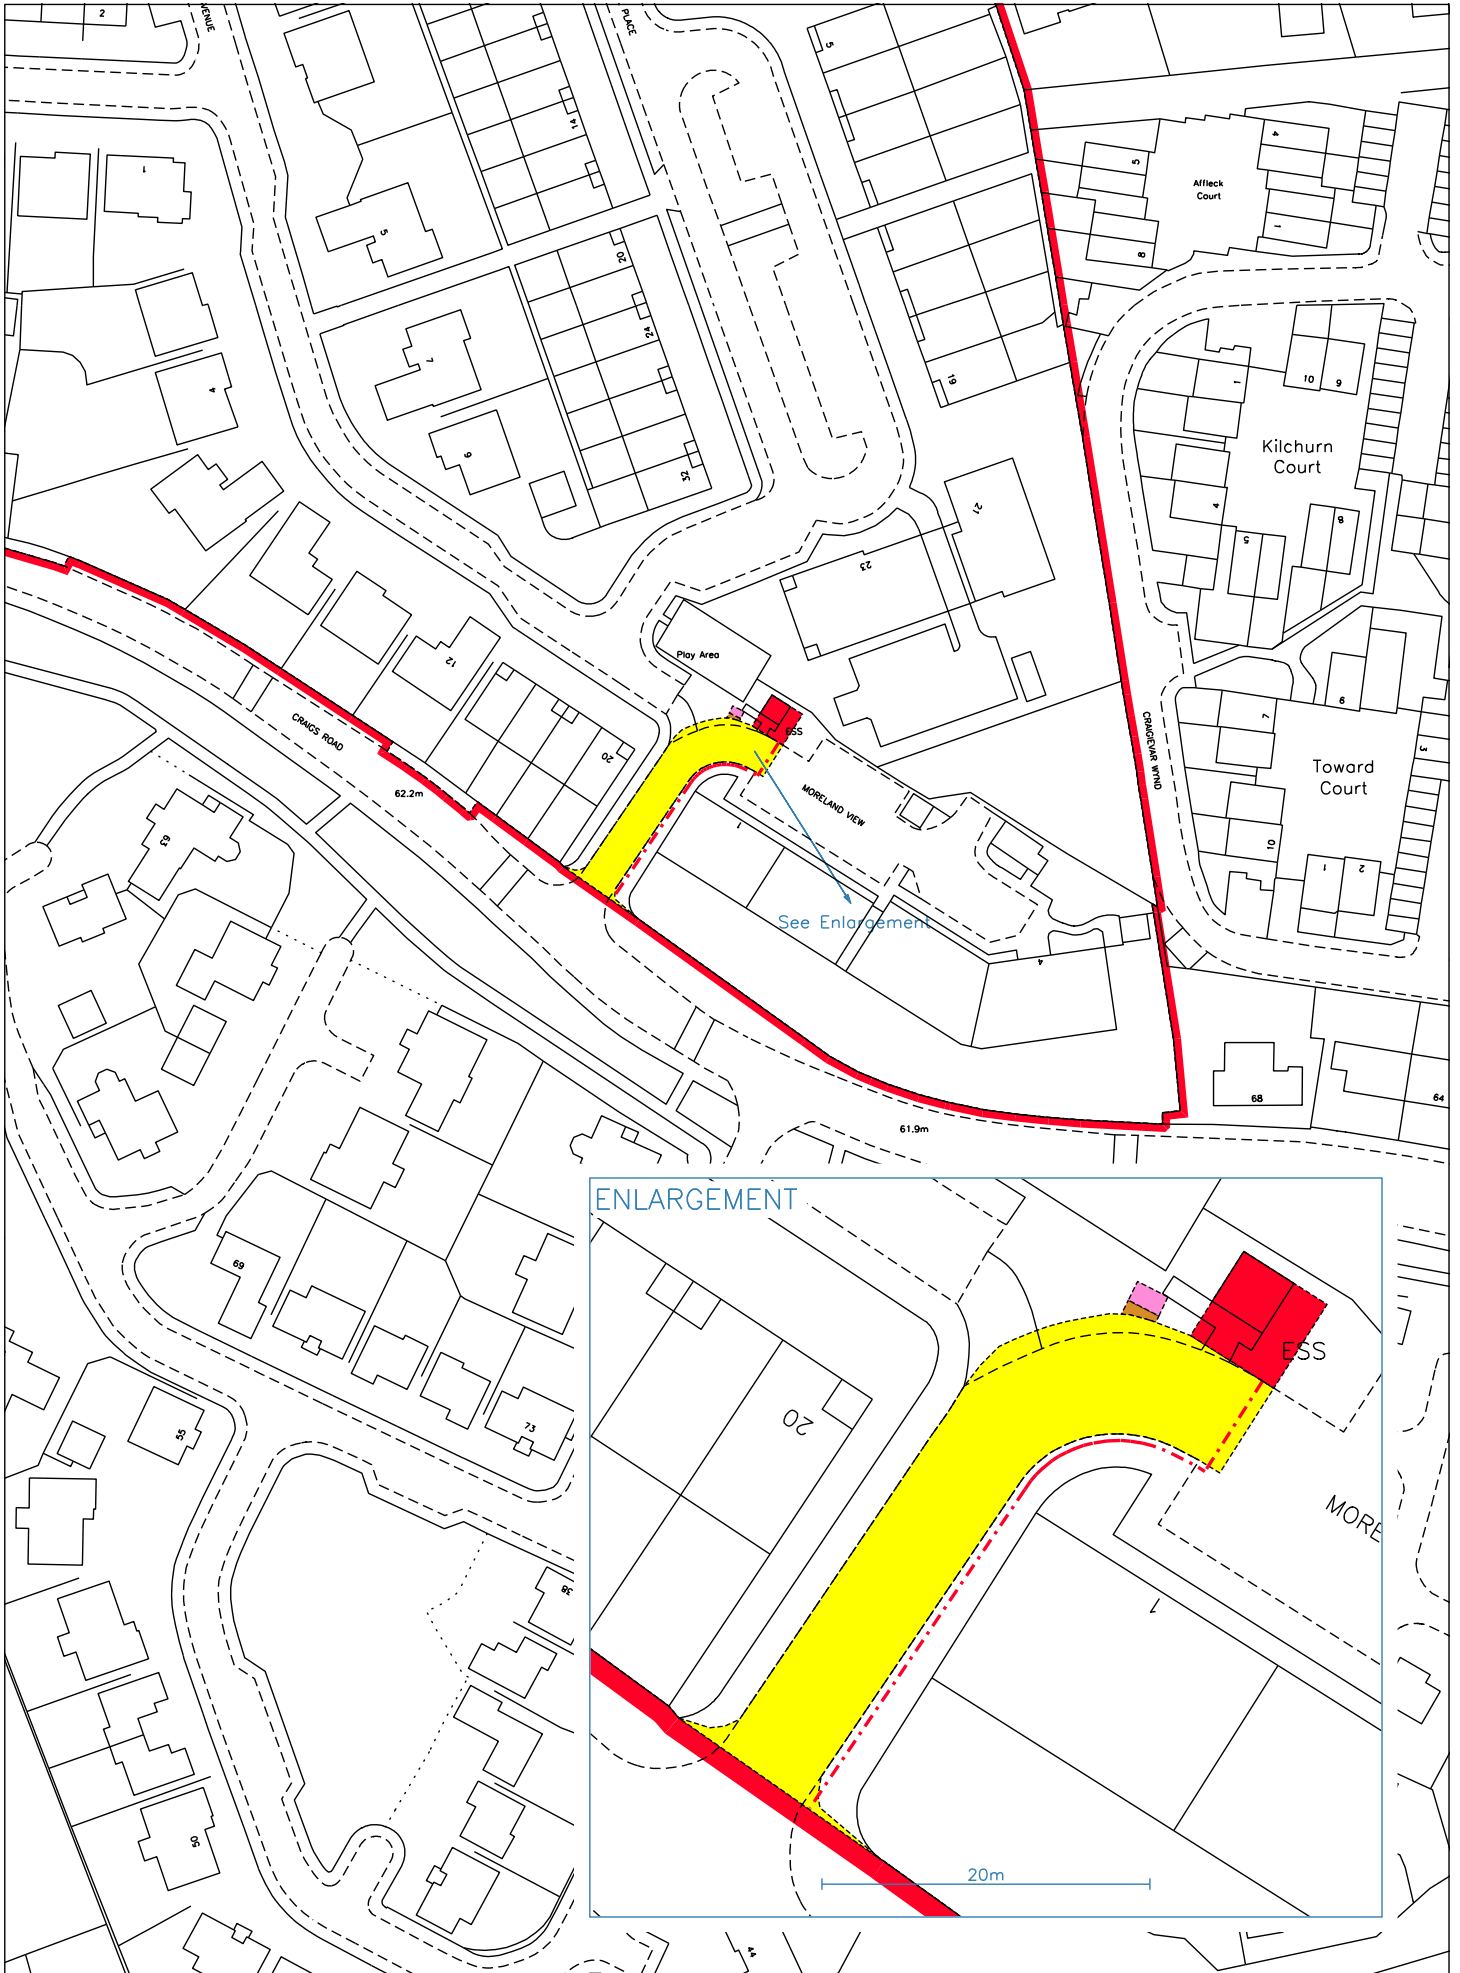 2
VENUE
PLACE
5
14
1
5
4
5
Affleck
Court
1
8
20
24
7
4
19
1
10
9
Kilchurn
Court
9
32
4
8
5
21
23
12
Play Area
6
7
CRAIGS ROAD
ESS
CRAIGIEVAR WYND
3
20
Toward
Court
62.2m
MORELAND VIEW
1
63
10
1
2
See Enlargement
4
68
64
61.9m
ENLARGEMENT
69
ESS
20
73
55
MORE
38
1
50
20m
44